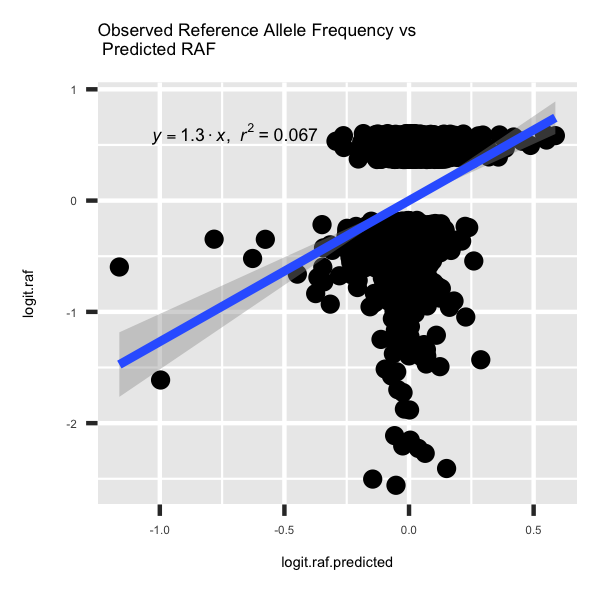 Observed Reference Allele Frequency vs
Predicted RAF
y = 1.3 · x, r² = 0.067
1
0
-1
-2
logit.raf
-1.0 -0.5 0.0 0.5
logit.raf.predicted